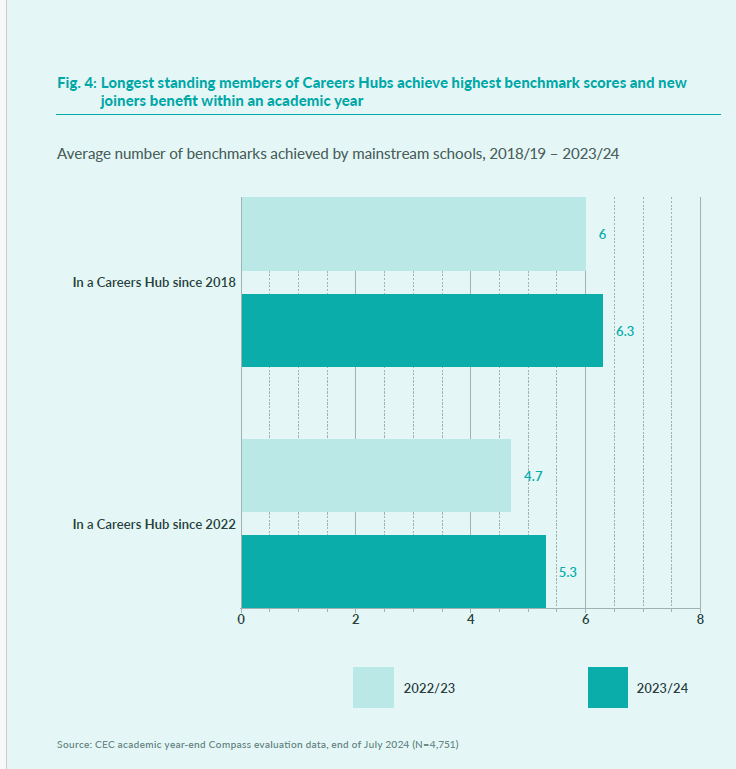 Fig. 4: Longest standing members of Careers Hubs achieve highest benchmark scores and new
joiners benefit within an academic year
Average number of benchmarks achieved by mainstream schools, 2018/19 – 2023/24
6
In a Careers Hub since 2018
6.3
4.7
In a Careers Hub since 2022
5.3
0 2 4 6 8
2022/23 2023/24
Source: CEC academic year-end Compass evaluation data, end of July 2024 (N=4,751)